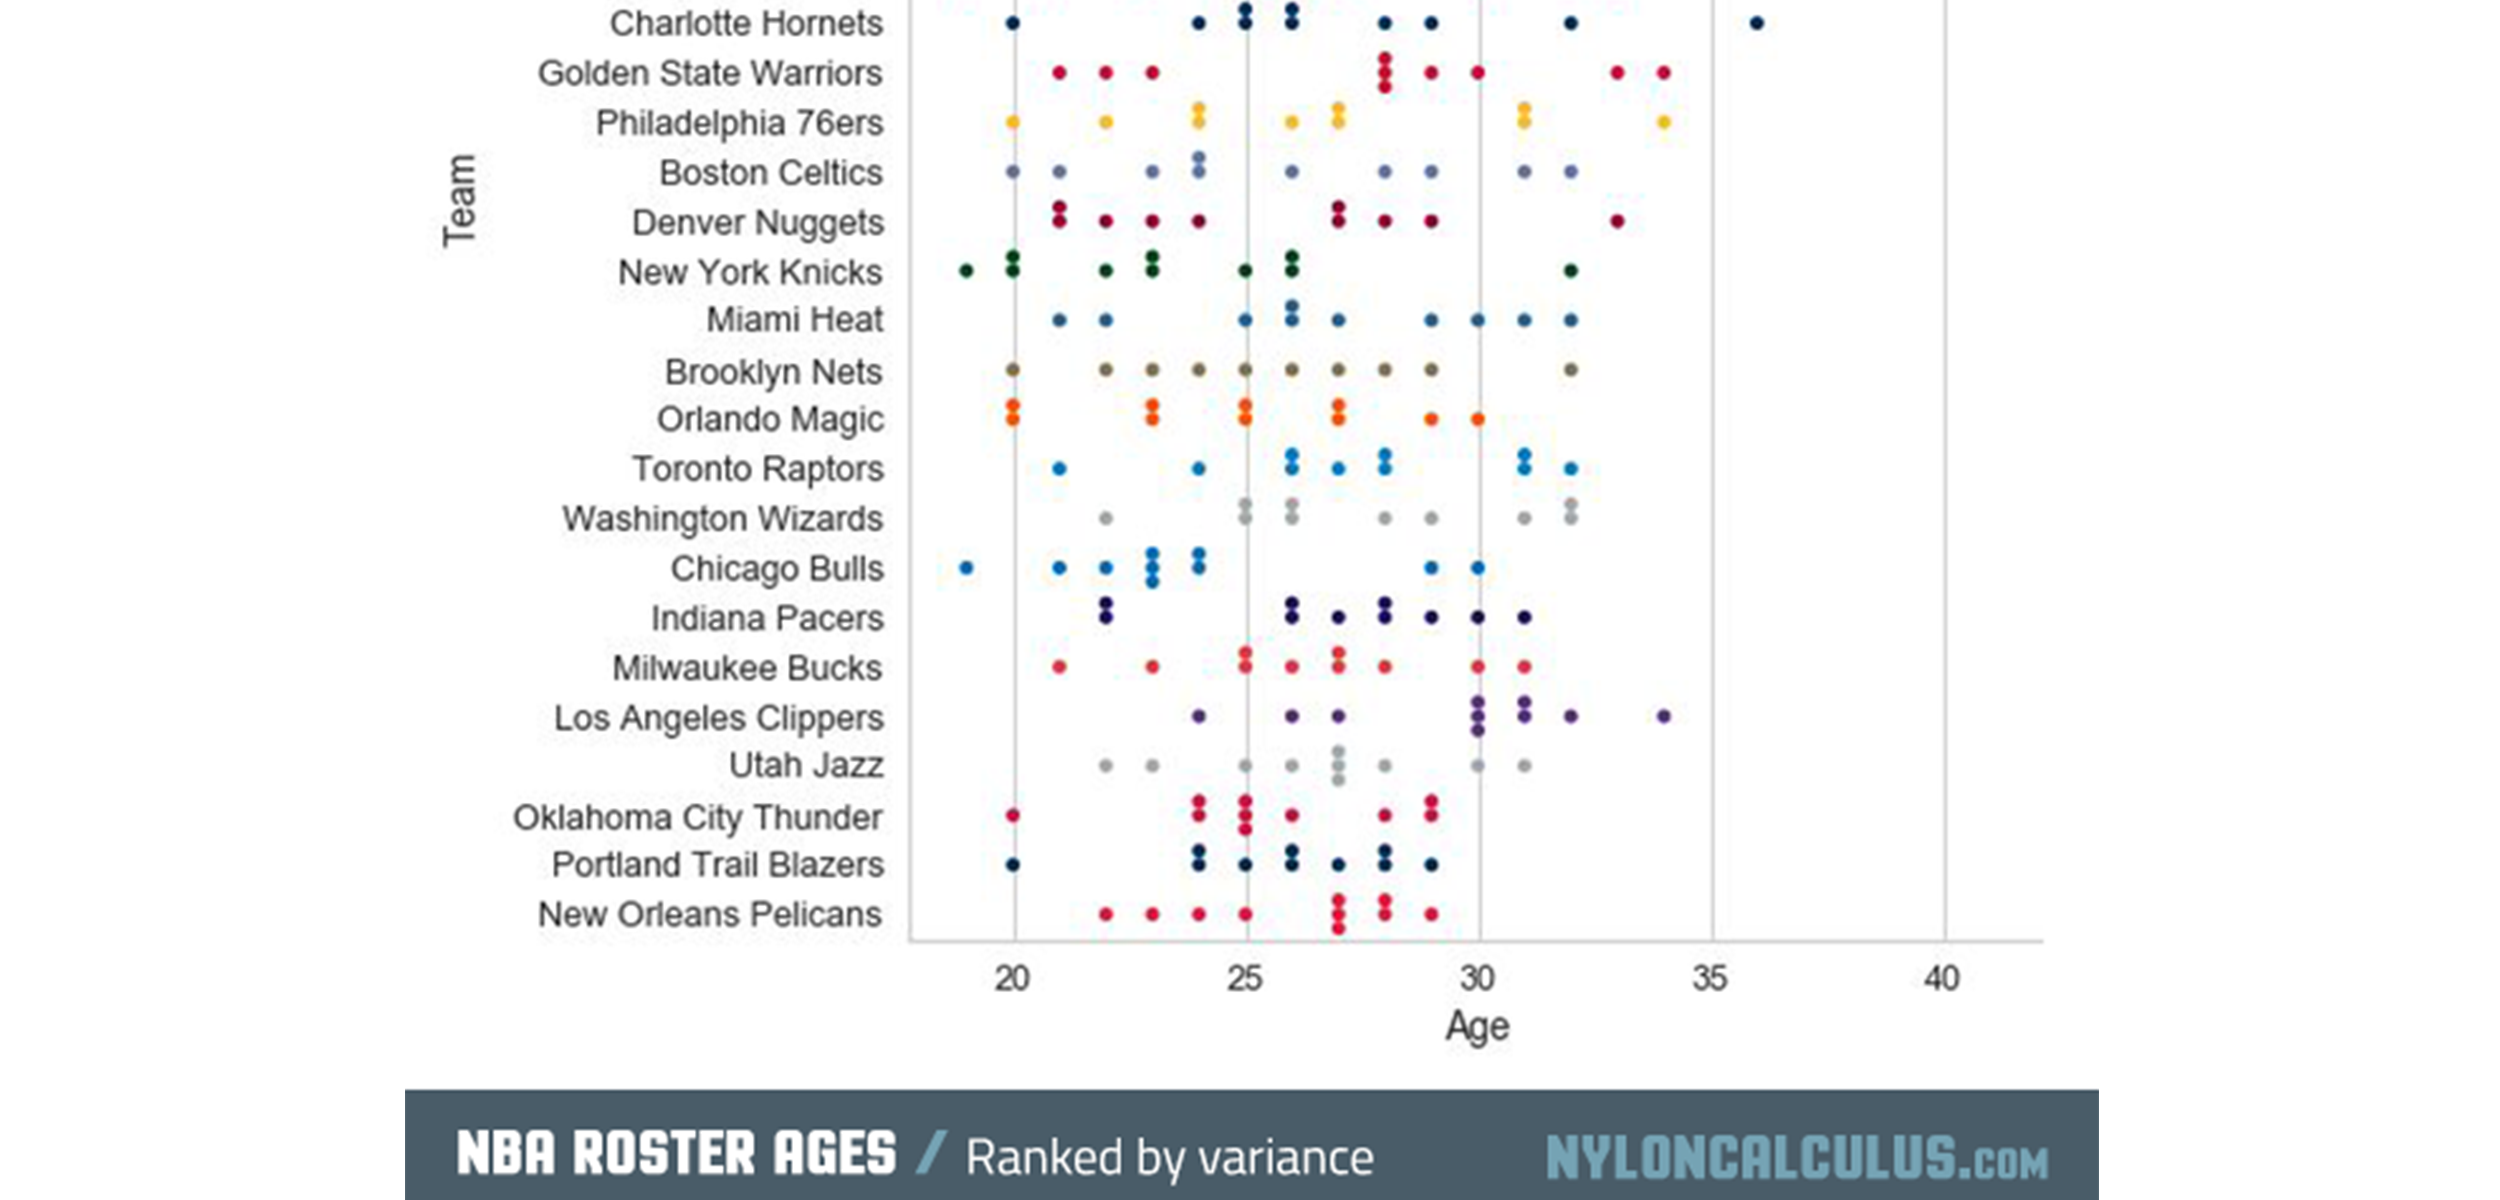 Charlotte Hornets
Golden State Warriors
Philadelphia 76ers
Boston Celtics
Denver Nuggets
New York Knicks
Miami Heat
Brooklyn Nets
Orlando Magic
Toronto Raptors
Washington Wizards
Chicago Bulls
Indiana Pacers
Milwaukee Bucks
Los Angeles Clippers
Utah Jazz
Oklahoma City Thunder
Portland Trail Blazers
New Orleans Pelicans
Team
20 25 30 35 40
Age
NBA ROSTER AGES / Ranked by variance NYLONCALCULUS.COM